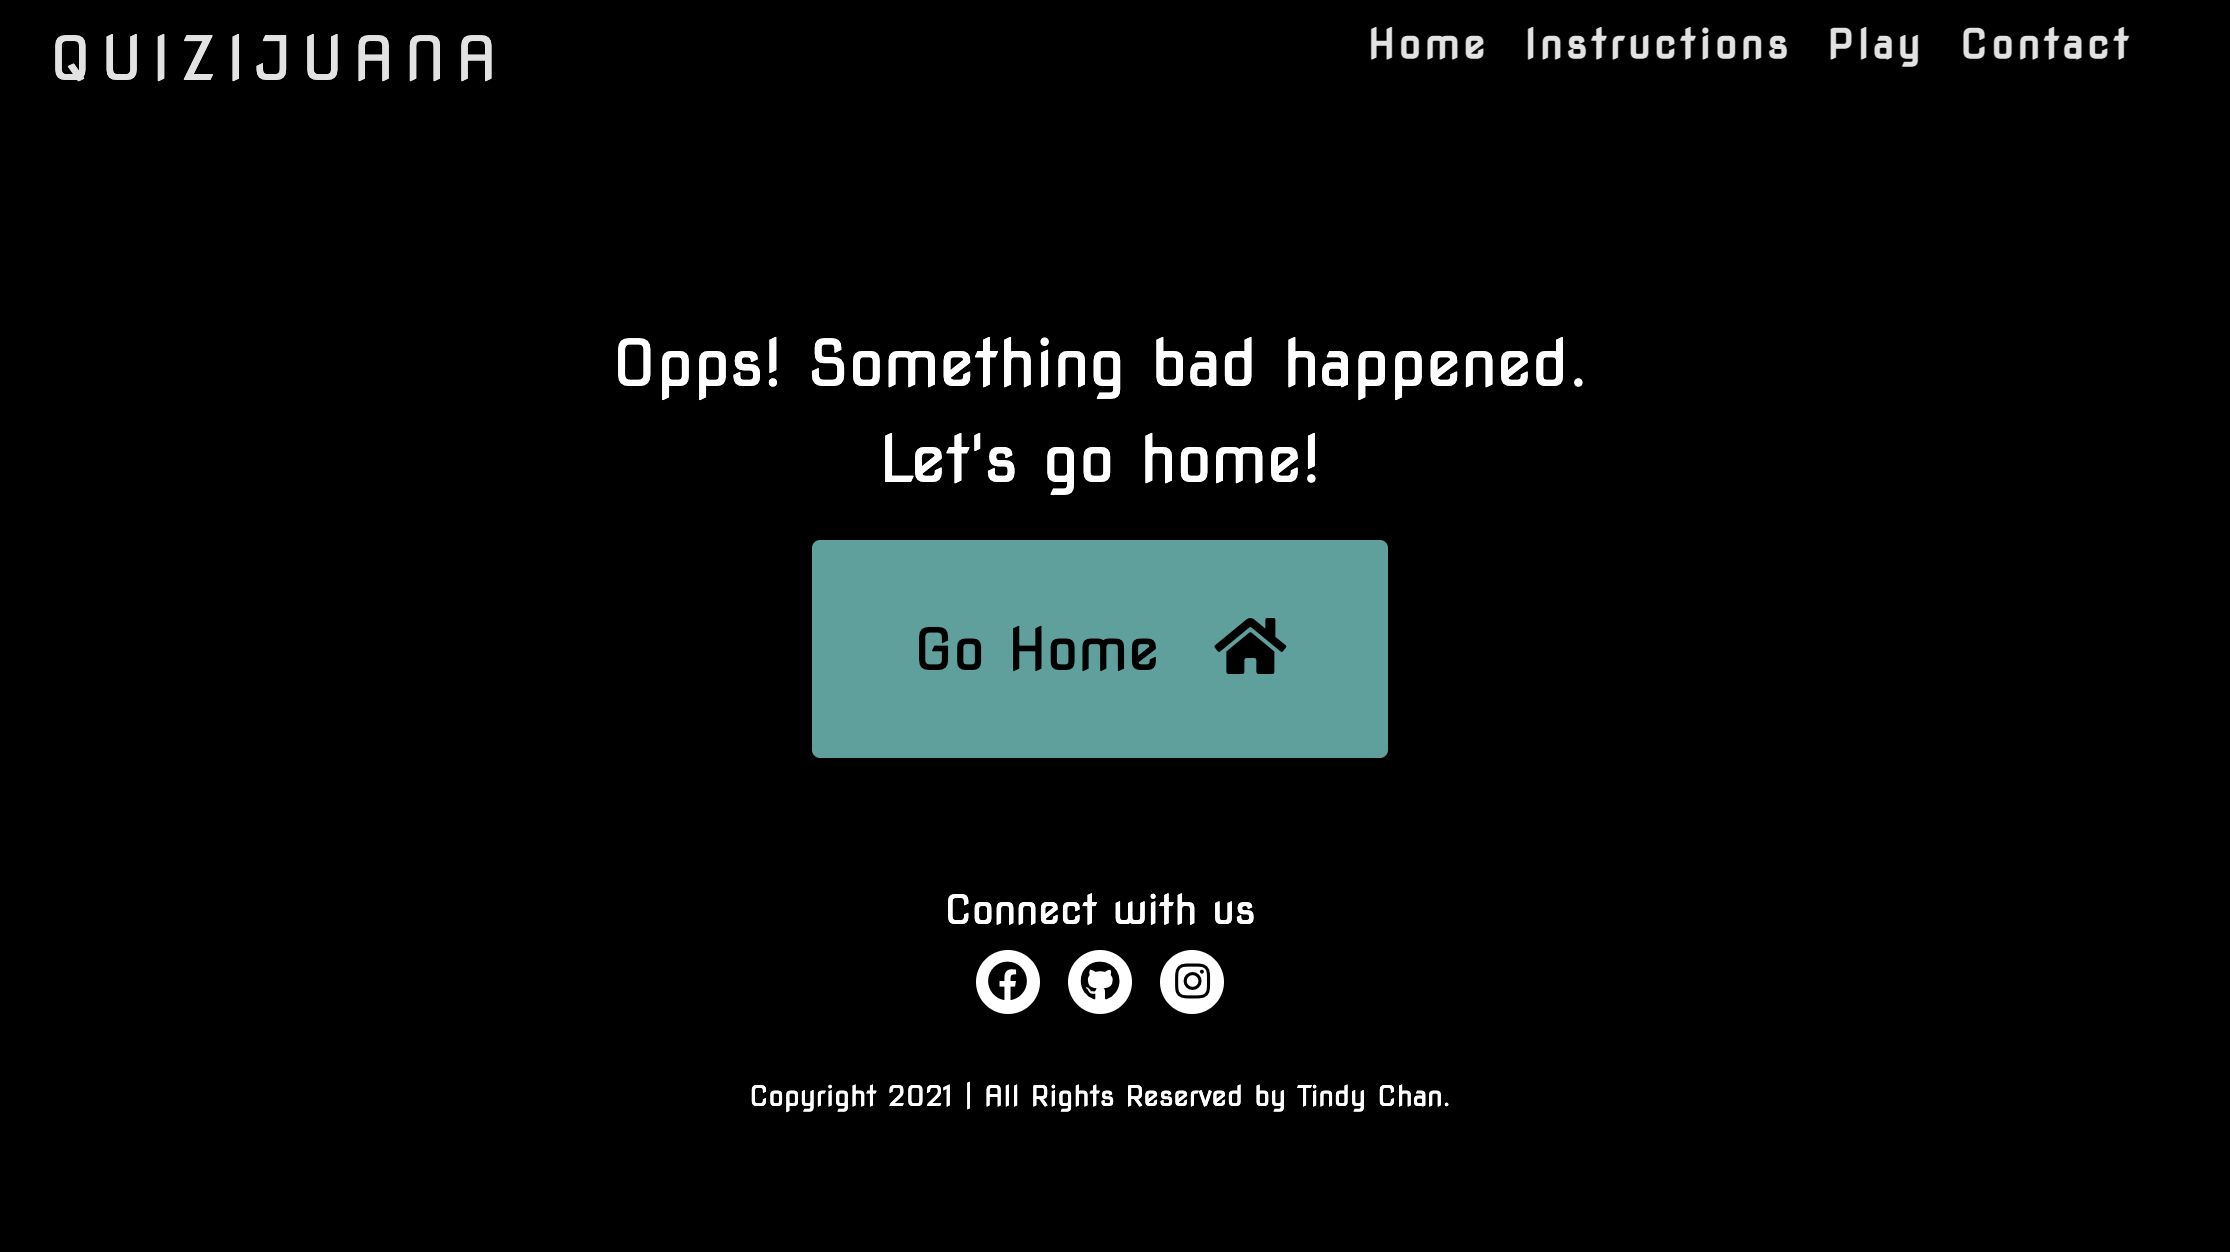 QUIZIJUANA
Home Instructions Play Contact
Opps! Something bad happened.
Let's go home!
Go Home
Connect with us
Copyright 2021 | All Rights Reserved by Tindy Chan.